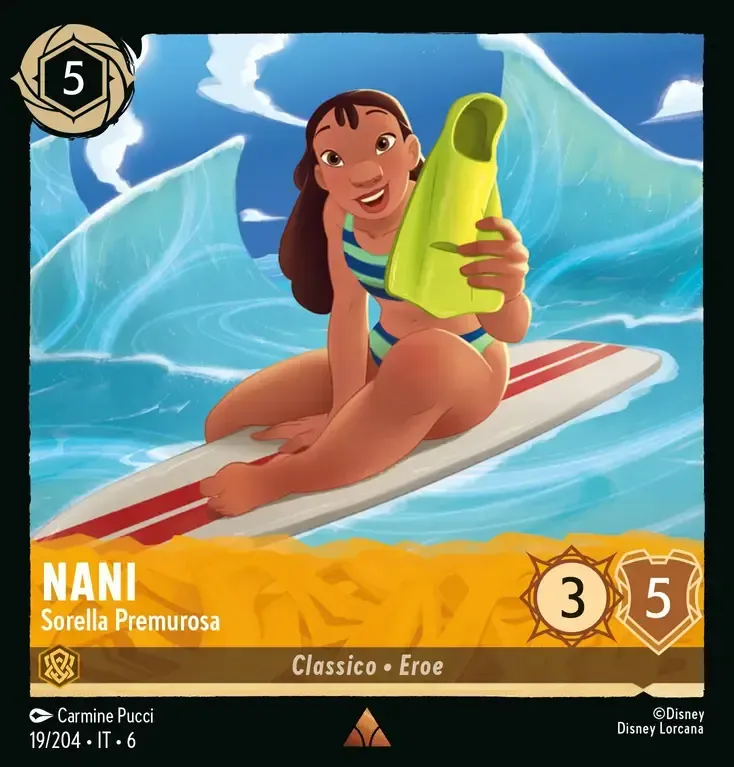 5
NANI
Sorella Premurosa
3
5
Classico • Eroe
Carmine Pucci
©Disney
19/204 • IT • 6
Disney Lorcana